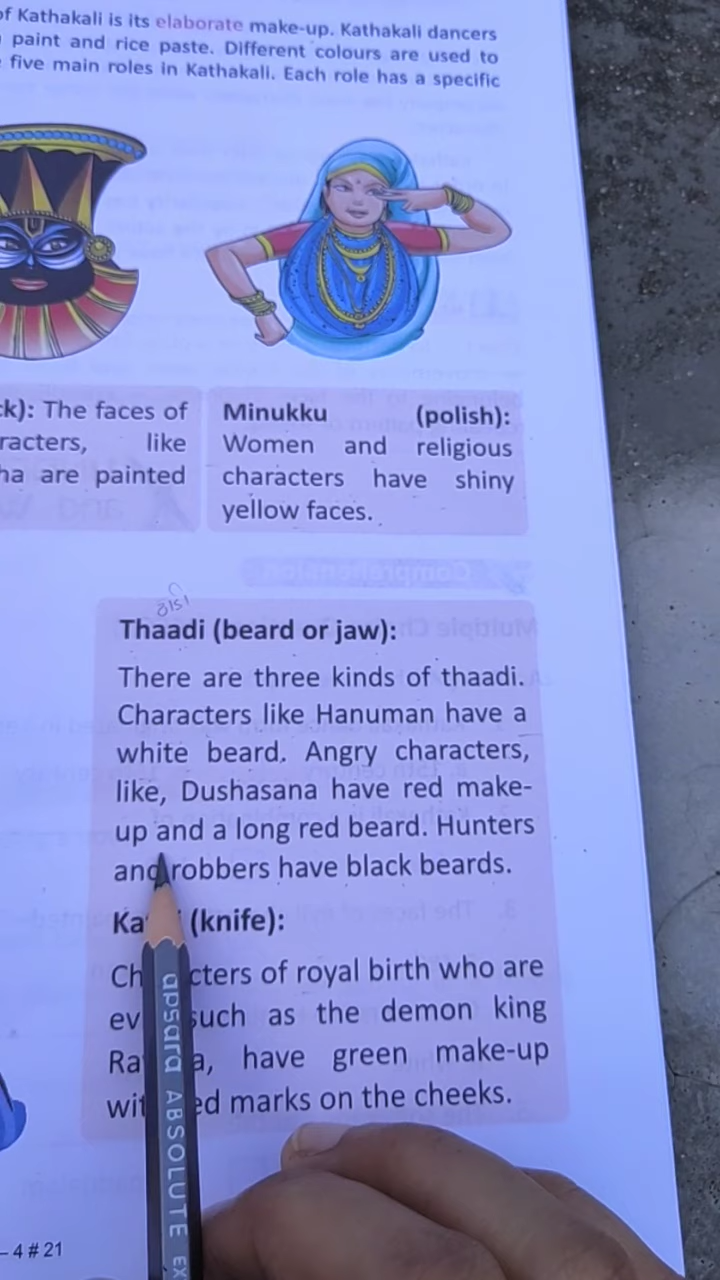 of Kathakali is its elaborate make-up. Kathakali dancers
paint and rice paste. Different colours are used to
five main roles in Kathakali. Each role has a specific
ck): The faces of
racters, like
ha are painted
Minukku (polish):
Women and religious
characters have shiny
yellow faces.
Thaadi (beard or jaw):
There are three kinds of thaadi.
Characters like Hanuman have a
white beard. Angry characters,
like, Dushasana have red make-
up and a long red beard. Hunters
and robbers have black beards.
Ka (knife):
Ch cters of royal birth who are
ev such as the demon king
Ra a, have green make-up
wit ed marks on the cheeks.
apsara ABSOLUTE EX
– 4 # 21